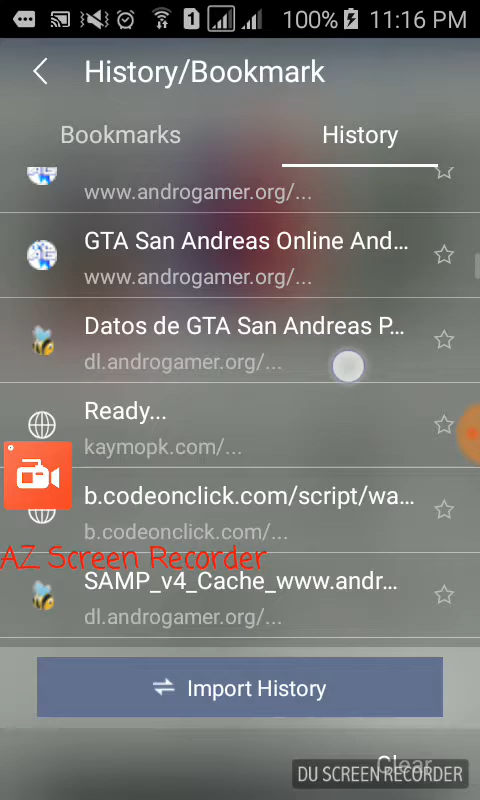 1 100% 11:16 PM
History/Bookmark
Bookmarks History
www.androgamer.org/...
GTA San Andreas Online And...
www.androgamer.org/...
Datos de GTA San Andreas P...
dl.androgamer.org/...
Ready...
kaymopk.com/...
b.codeonclick.com/script/wa...
b.codeonclick.com/...
AZ Screen Recorder
SAMP_v4_Cache_www.andr...
dl.androgamer.org/...
Import History
Clear
DU SCREEN RECORDER